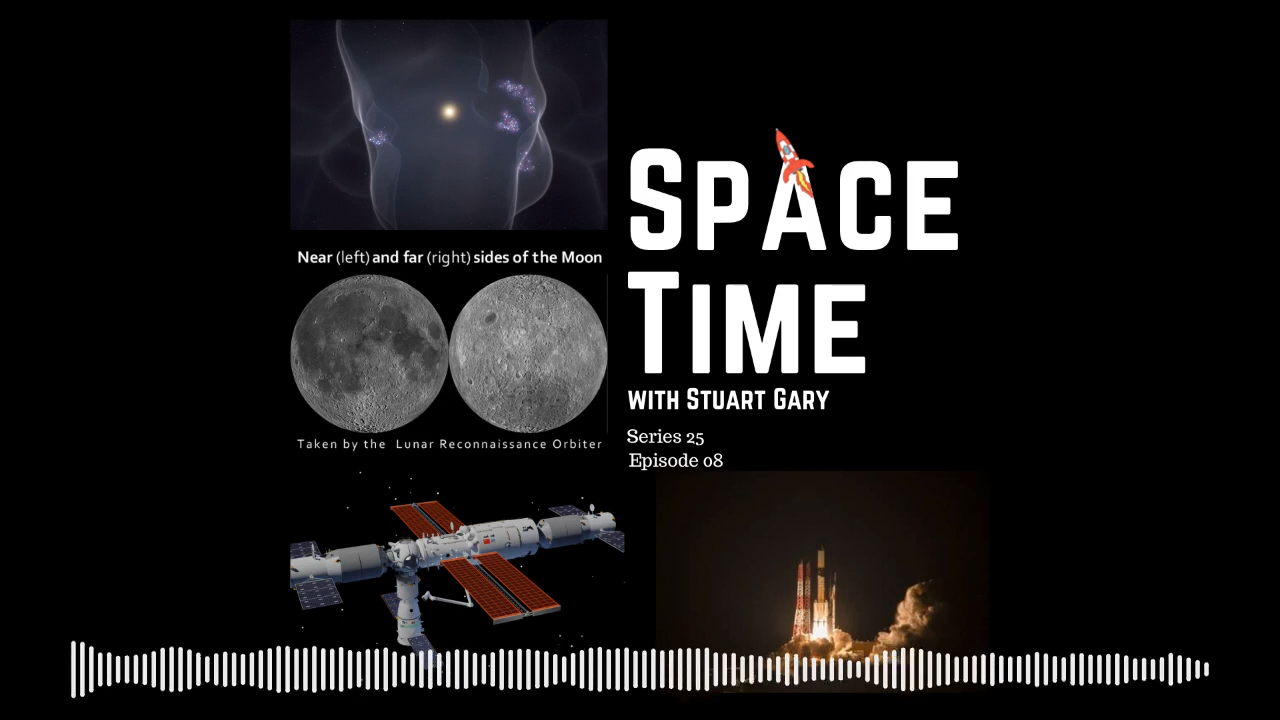 Near (left) and far (right) sides of the Moon
Taken by the Lunar Reconnaissance Orbiter
SPACE
TIME
WITH STUART GARY
Series 25
Episode 08